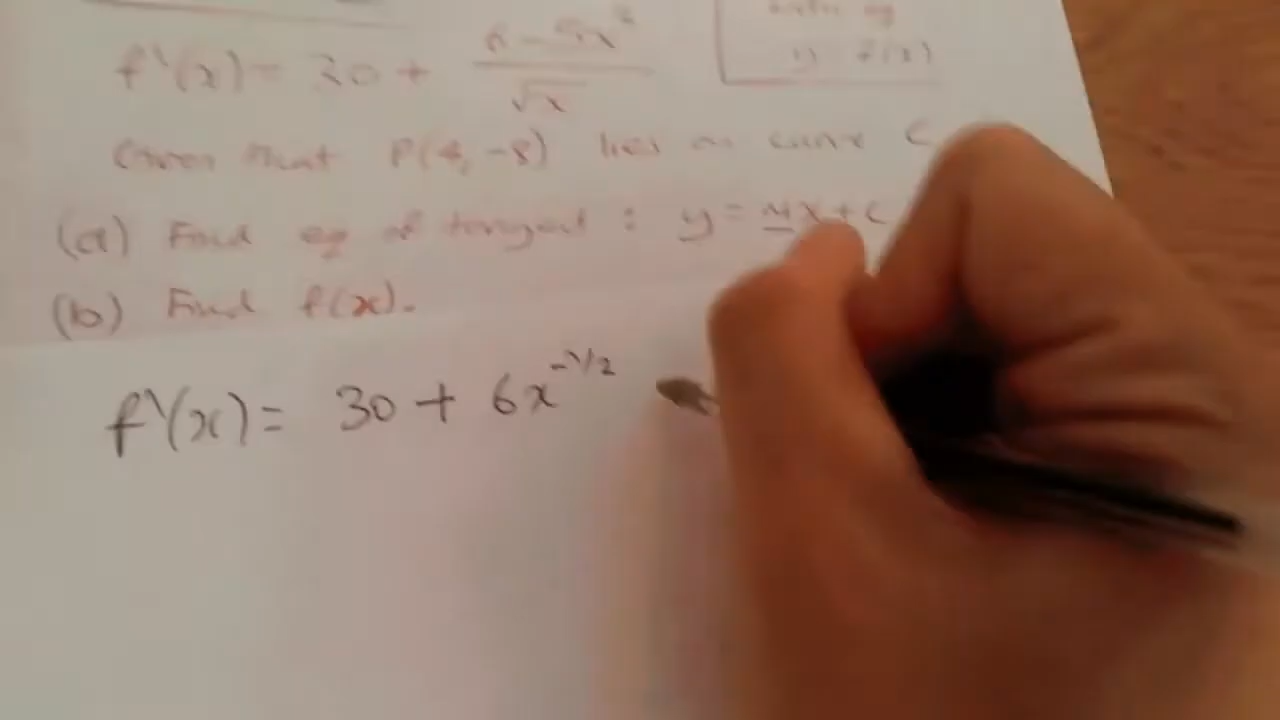 eq
y = f(x)
f'(x) = 30 + 6 - 5x² / √x
Given that P(4, -8) lies on curve C
(a) Find eq of tangent : y = Mx + c
(b) Find f(x).
f'(x) = 30 + 6x^-1/2